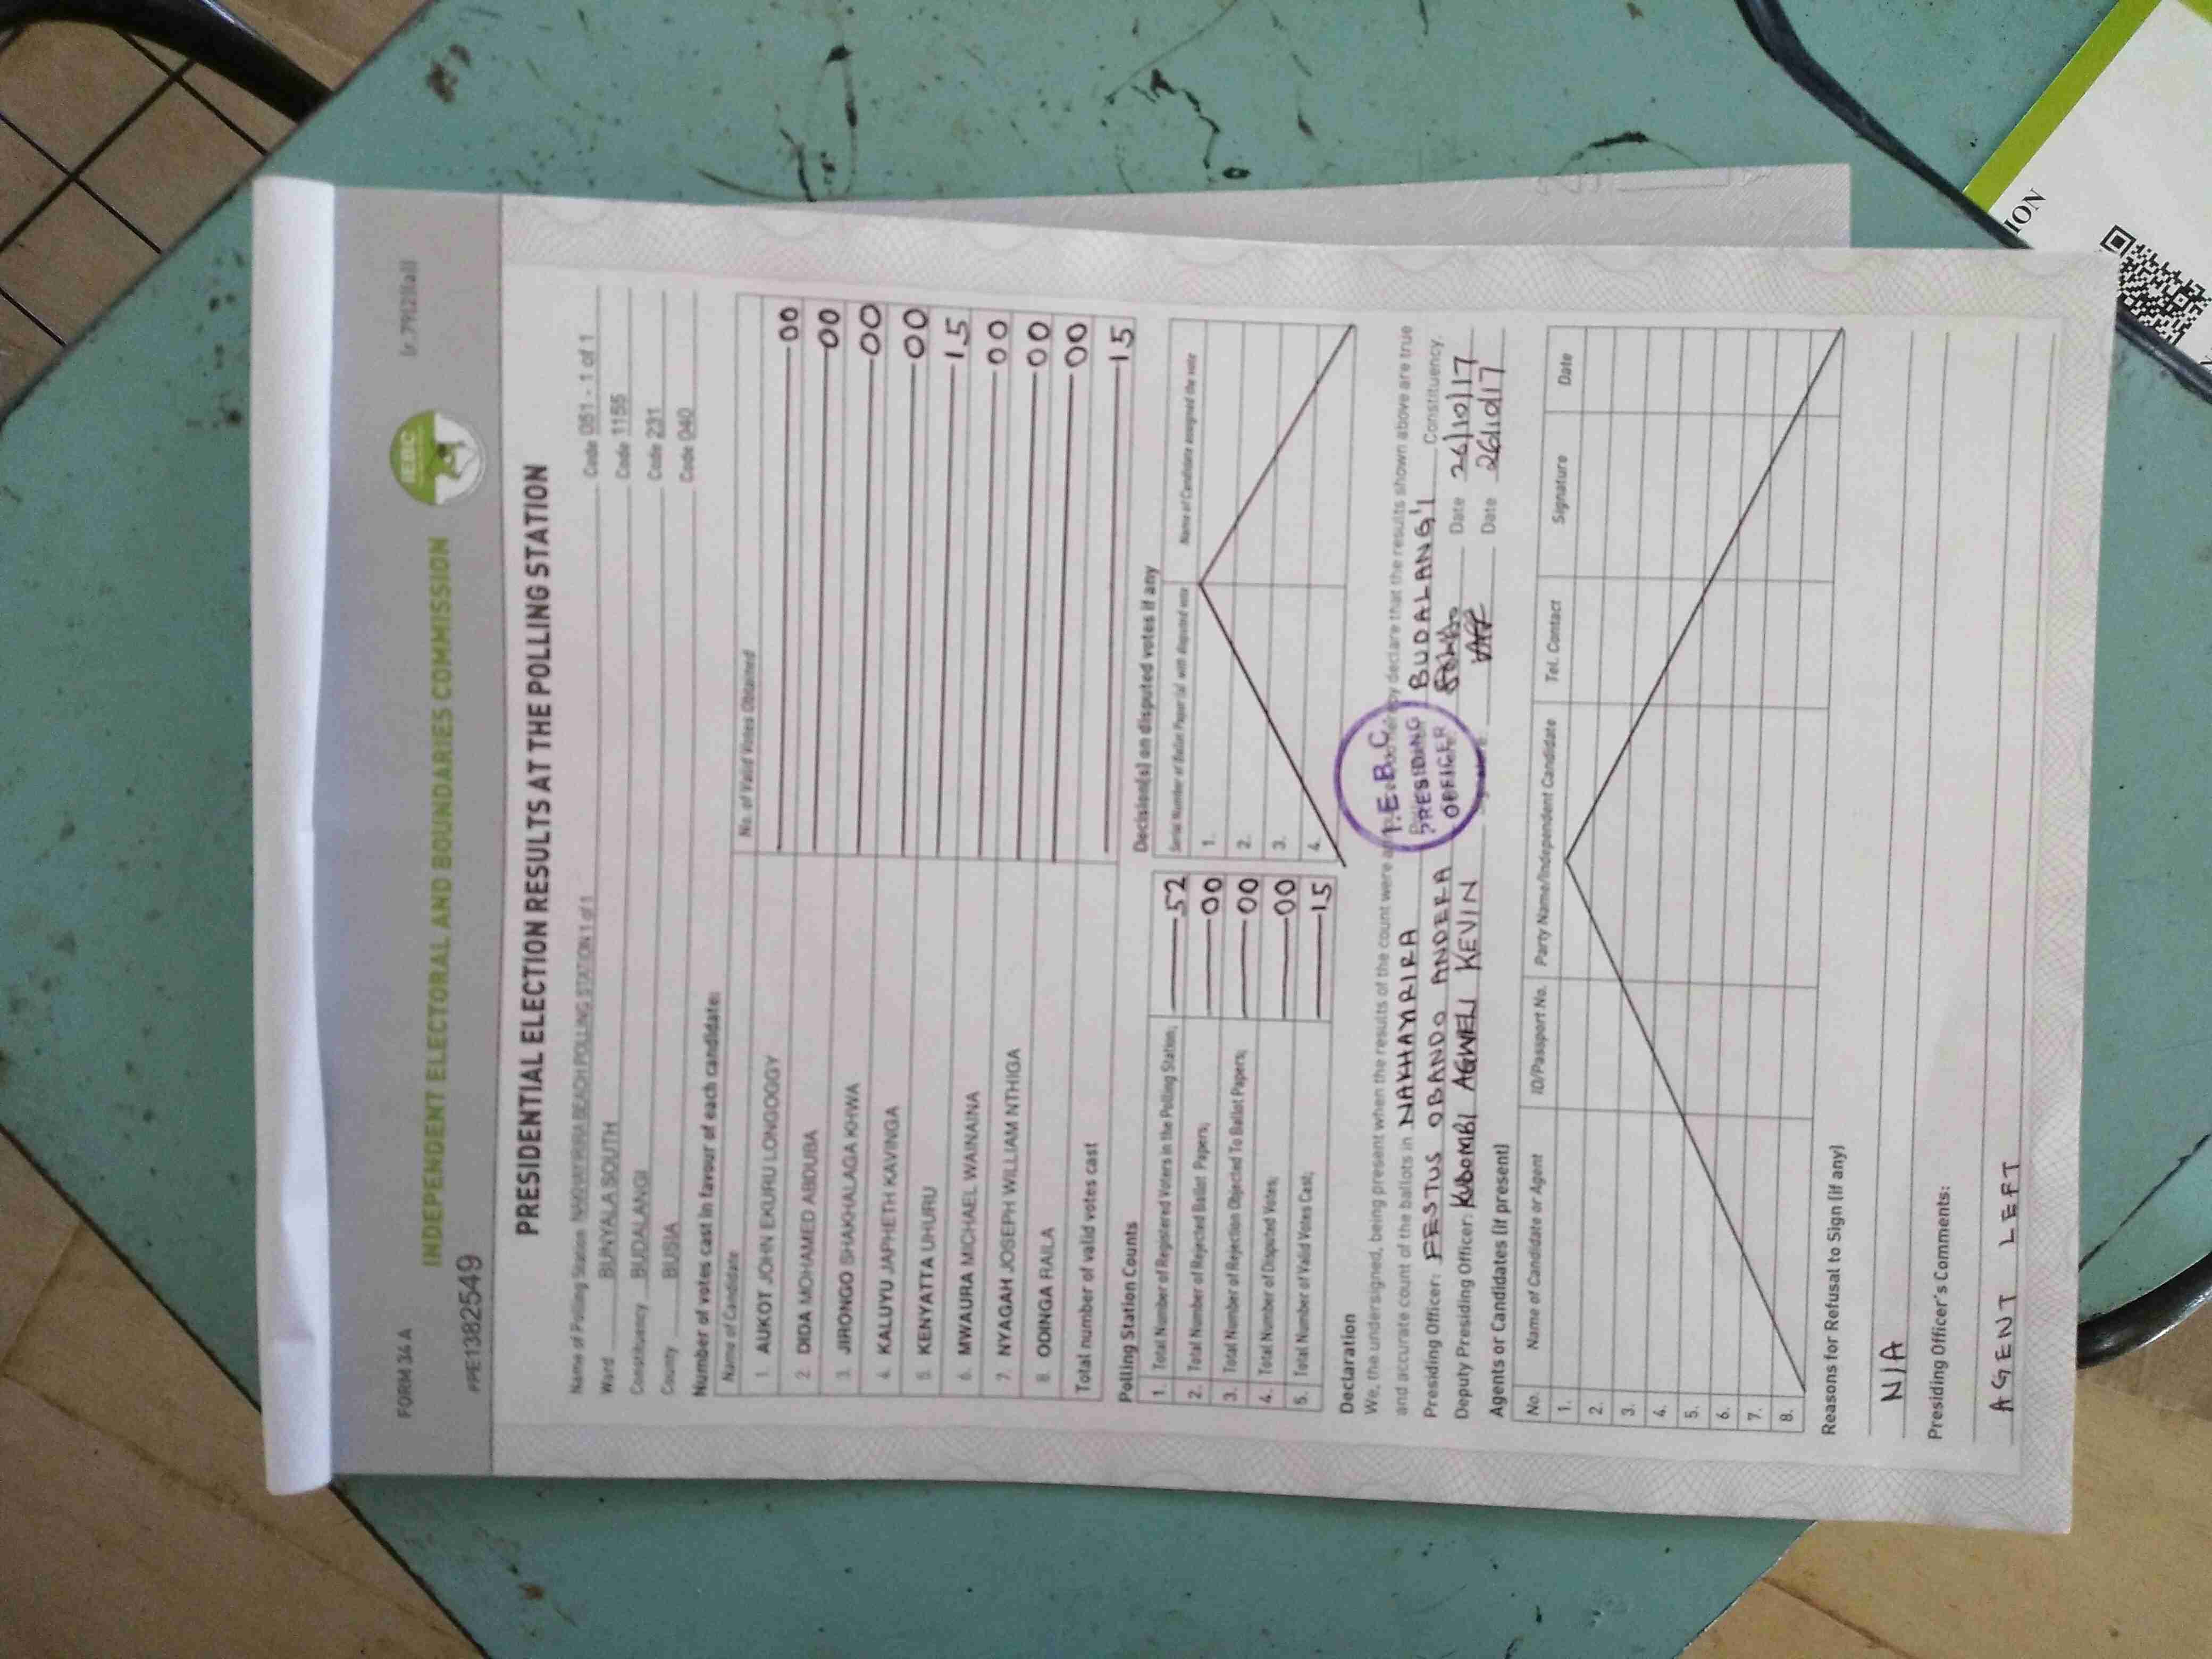 FORM 34 A
(r.79(2)(a))
INDEPENDENT ELECTORAL AND BOUNDARIES COMMISSION
IEBC
#PE1382549
PRESIDENTIAL ELECTION RESULTS AT THE POLLING STATION
Name of Polling Station NAKHAYRIRA BEACH POLLING STATION 1 of 1 Code 051 - 1 of 1
Ward BUNYALA SOUTH Code 1155
Constituency BUDALANGI Code 231
County BUSIA Code 040
Number of votes cast in favour of each candidate:
Name of Candidate No. of Valid Votes Obtained
1. AUKOT JOHN EKURU LONGOGGY 00
2. DIDA MOHAMED ABDUBA 00
3. JIRONGO SHAKHALAGA KHWA 00
4. KALUYU JAPHETH KAVINGA 00
5. KENYATTA UHURU 15
6. MWAURA MICHAEL WAINAINA 00
7. NYAGAH JOSEPH WILLIAM NTHIGA 00
8. ODINGA RAILA 00
Total number of valid votes cast 15
Polling Station Counts
1. Total Number of Registered Voters in the Polling Station; 52
2. Total Number of Rejected Ballot Papers; 00
3. Total Number of Rejection Objected To Ballot Papers; 00
4. Total Number of Disputed Votes; 00
5. Total Number of Valid Votes Cast; 15
Decision(s) on disputed votes if any
Serial Number of Ballot Paper(s) with disputed vote Name of Candidate assigned the vote
1.
2.
3.
4.
Declaration
We, the undersigned, being present when the results of the count were declare that the results shown above are true
and accurate count of the ballots in NAKHAYRIRA BUDALANG'I Constituency.
Presiding Officer: FESTUS OBANDO ANDERA Date 26/10/17
Deputy Presiding Officer: KUBOMBI AGWELI KEVIN Date 26/10/17
I.E.B.C.
PRESIDING
OFFICER
Agents or Candidates (if present)
No. Name of Candidate or Agent ID/Passport No. Party Name/Independent Candidate Tel. Contact Signature Date
1.
2.
3.
4.
5.
6.
7.
8.
Reasons for Refusal to Sign (if any)
N/A
Presiding Officer's Comments:
AGENT LEFT
ION